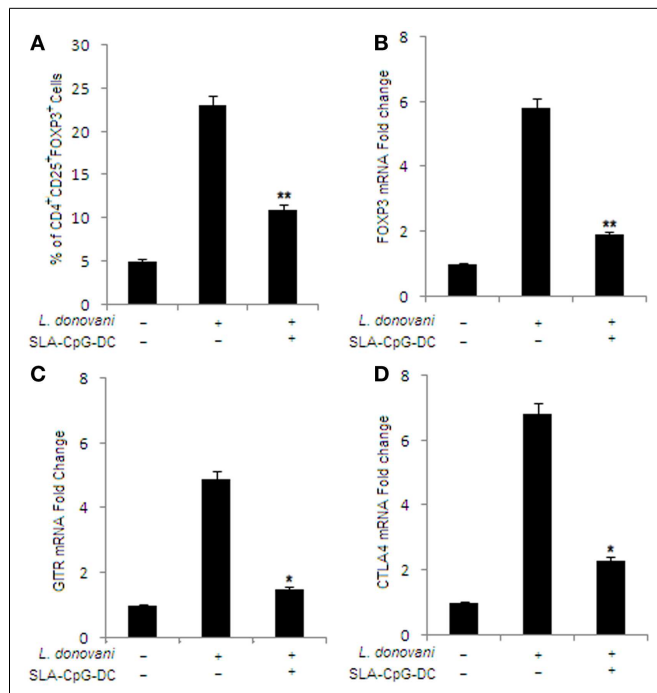 A
% of CD4+CD25+FOXP3+ Cells
30
25
20
15
10
5
0
**
L. donovani – + +
SLA-CpG-DC – – +
B
FOXP3 mRNA Fold change
8
6
4
2
0
**
L. donovani – + +
SLA-CpG-DC – – +
C
GITR mRNA Fold Change
8
6
4
2
0
*
L. donovani – + +
SLA-CpG-DC – – +
D
CTLA4 mRNA Fold change
8
6
4
2
0
*
L. donovani – + +
SLA-CpG-DC – – +